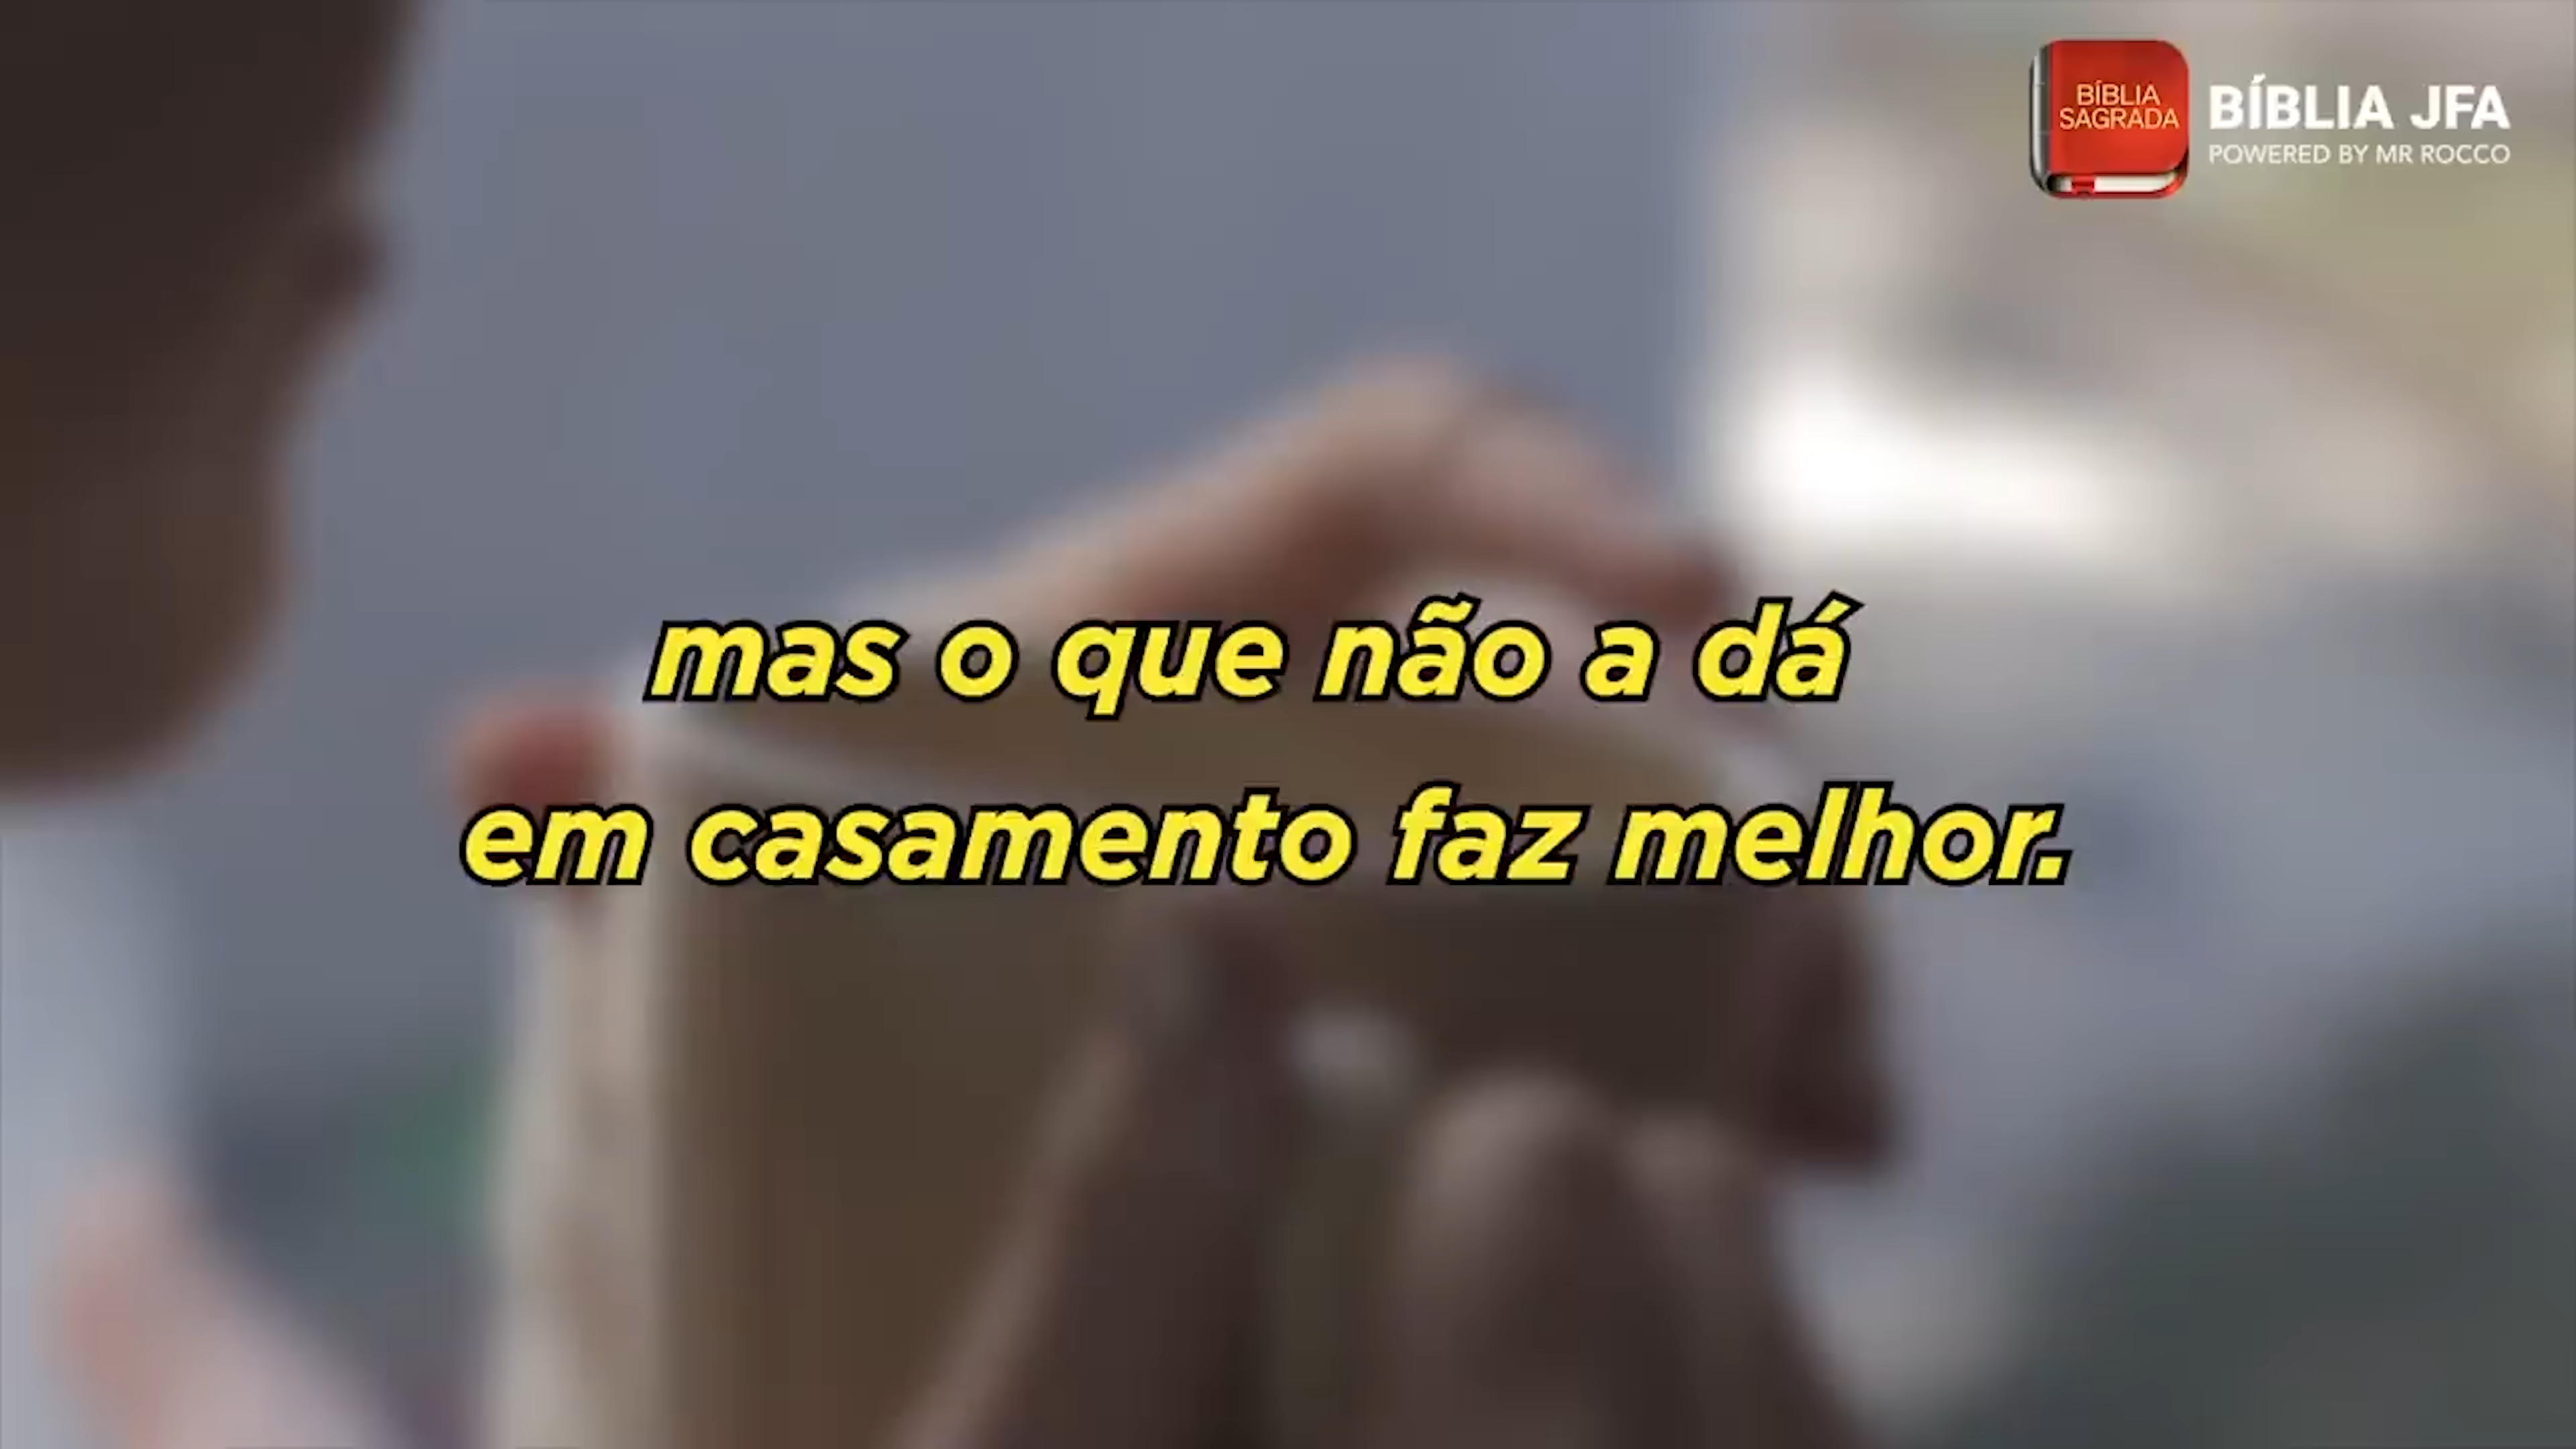 BÍBLIA
SAGRADA
BÍBLIA JFA
POWERED BY MR ROCCO
mas o que não a dá
em casamento faz melhor.